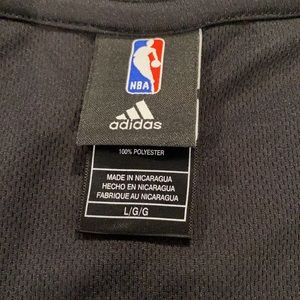 NBA
adidas
100% POLYESTER
MADE IN NICARAGUA
HECHO EN NICARAGUA
FABRIQUE AU NICARAGUA
L/G/G